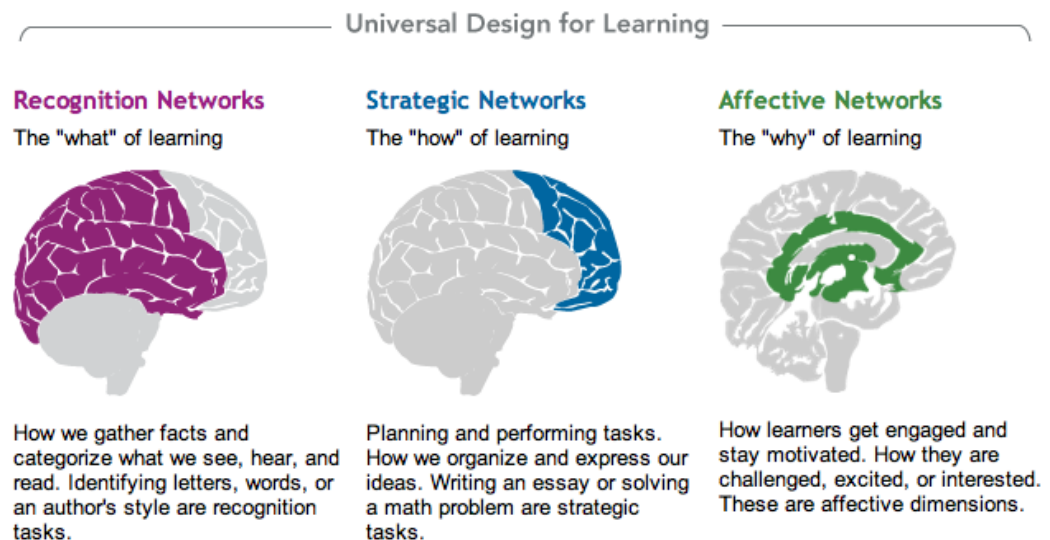 Universal Design for Learning
Recognition Networks
The "what" of learning
How we gather facts and
categorize what we see, hear, and
read. Identifying letters, words, or
an author's style are recognition
tasks.
Strategic Networks
The "how" of learning
Planning and performing tasks.
How we organize and express our
ideas. Writing an essay or solving
a math problem are strategic
tasks.
Affective Networks
The "why" of learning
How learners get engaged and
stay motivated. How they are
challenged, excited, or interested.
These are affective dimensions.